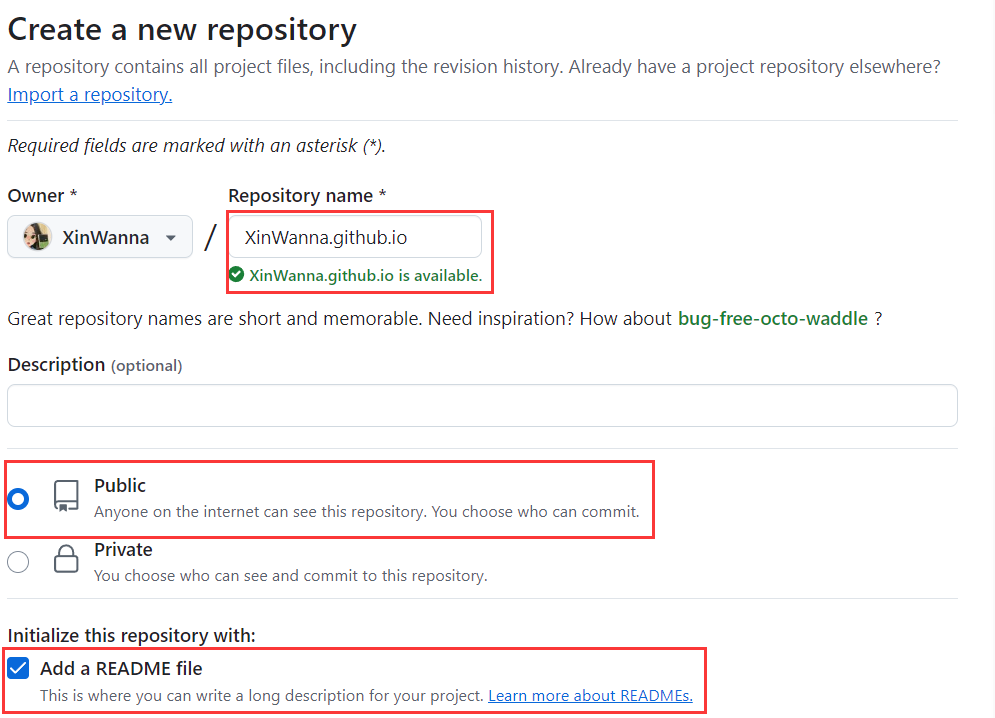 Create a new repository
A repository contains all project files, including the revision history. Already have a project repository elsewhere?
Import a repository.
Required fields are marked with an asterisk (*).
Owner *
Repository name *
XinWanna
/
XinWanna.github.io
XinWanna.github.io is available.
Great repository names are short and memorable. Need inspiration? How about bug-free-octo-waddle ?
Description (optional)
Public
Anyone on the internet can see this repository. You choose who can commit.
Private
You choose who can see and commit to this repository.
Initialize this repository with:
Add a README file
This is where you can write a long description for your project. Learn more about READMEs.